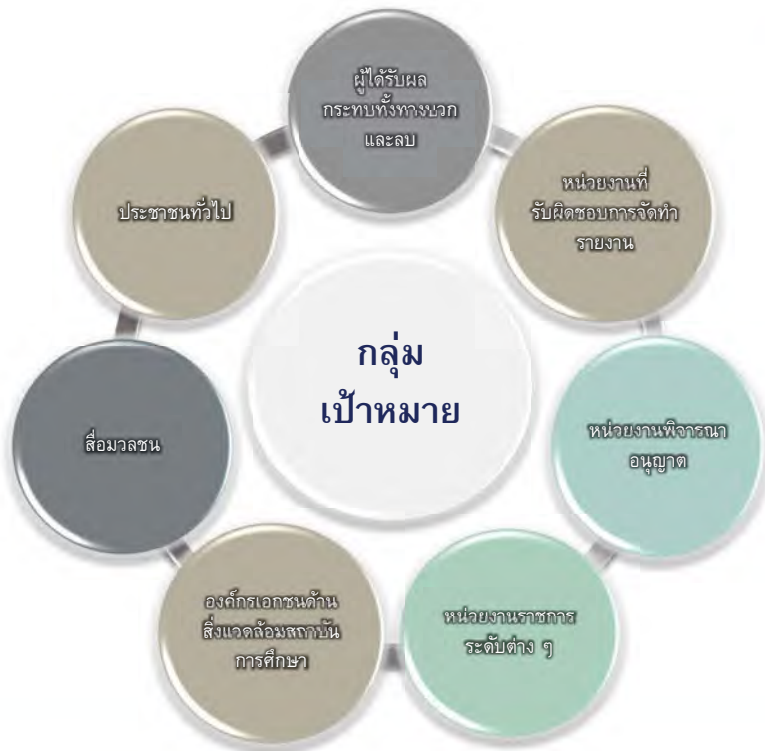 ผู้ได้รับผล
กระทบทั้งทางบวก
และลบ
หน่วยงานที่
รับผิดชอบการจัดทำ
รายงาน
หน่วยงานพิจารณา
อนุญาต
หน่วยงานราชการ
ระดับต่าง ๆ
องค์กรเอกชนด้าน
สิ่งแวดล้อมสถาบัน
การศึกษา
สื่อมวลชน
ประชาชนทั่วไป
กลุ่ม
เป้าหมาย